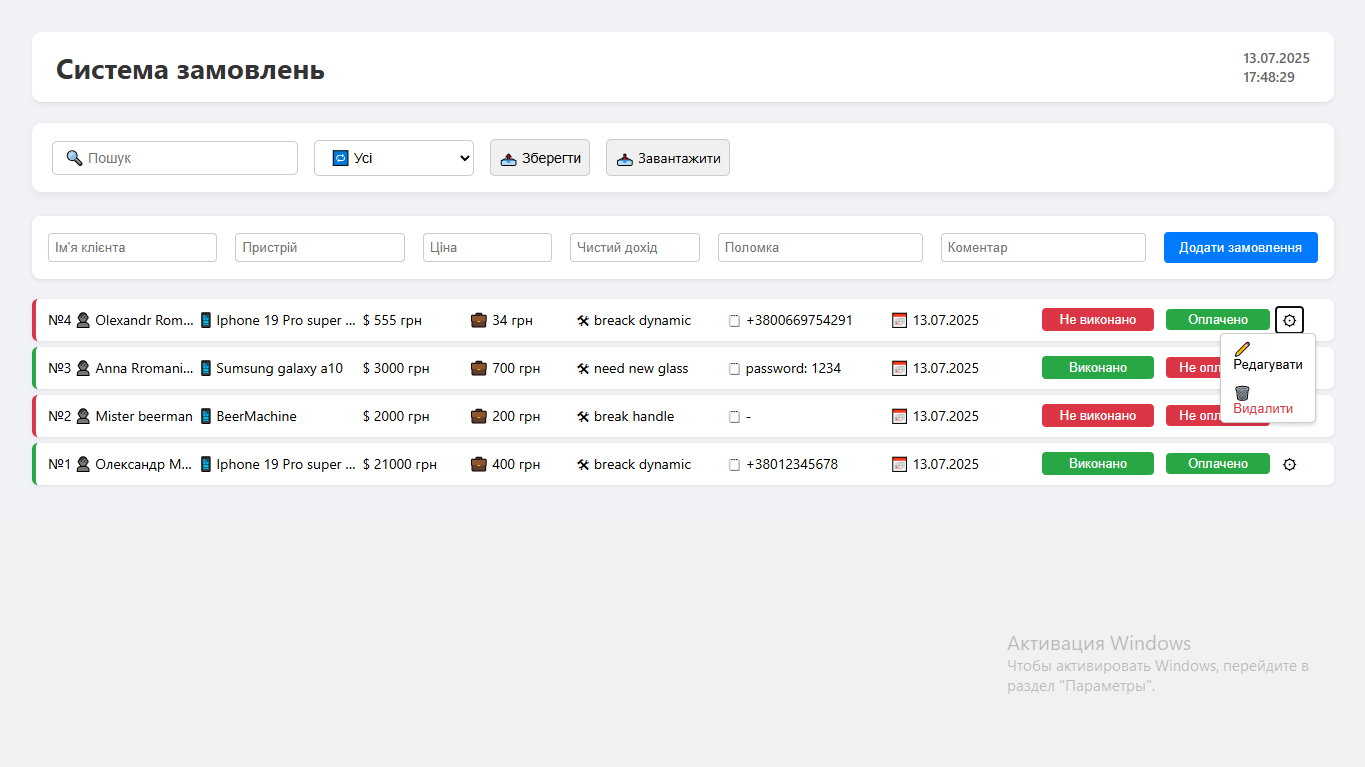 Система замовлень
13.07.2025
17:48:29
Пошук
Усі
Зберегти
Завантажити
Ім'я клієнта
Пристрій
Ціна
Чистий дохід
Поломка
Коментар
Додати замовлення
№4 Olexandr Rom... Iphone 19 Pro super ... $ 555 грн 34 грн breack dynamic +3800669754291 13.07.2025 Не виконано Оплачено
№3 Anna Rromani... Sumsung galaxy a10 $ 3000 грн 700 грн need new glass password: 1234 13.07.2025 Виконано Не опл
Редагувати
№2 Mister beerman BeerMachine $ 2000 грн 200 грн break handle - 13.07.2025 Не виконано Не опл
Видалити
№1 Олександр М... Iphone 19 Pro super ... $ 21000 грн 400 грн breack dynamic +38012345678 13.07.2025 Виконано Оплачено
Активация Windows
Чтобы активировать Windows, перейдите в
раздел "Параметры".